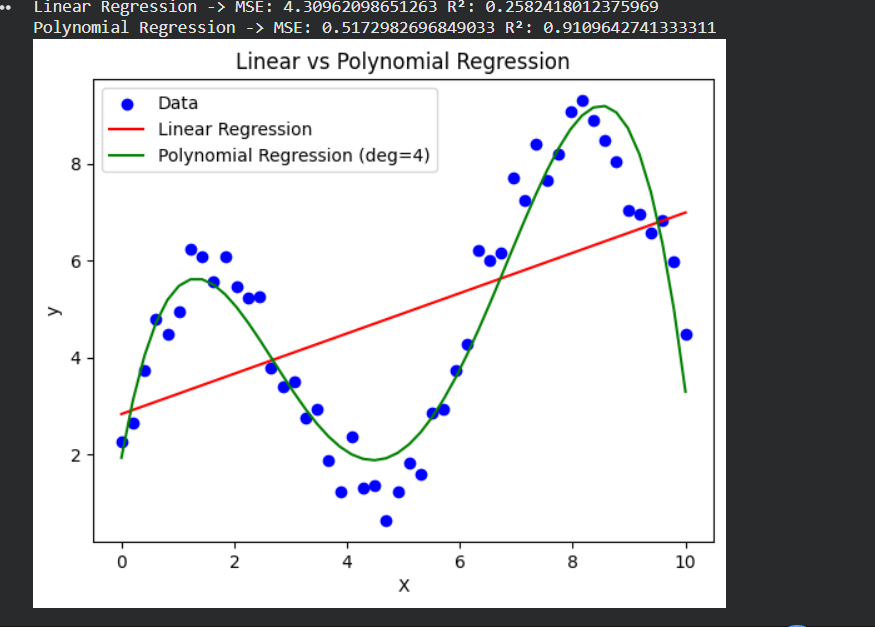 Linear Regression -> MSE: 4.30962098651263 R²: 0.2582418012375969
Polynomial Regression -> MSE: 0.5172982696849033 R²: 0.9109642741333311
Linear vs Polynomial Regression
Data
Linear Regression
Polynomial Regression (deg=4)
8
6
4
2
y
0 2 4 6 8 10
X